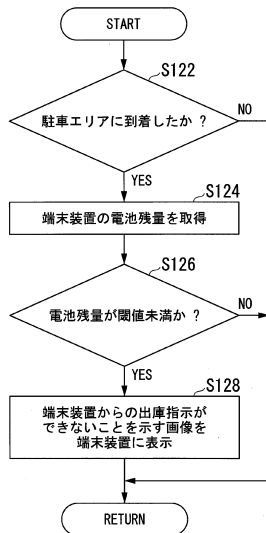 START
S122
駐車エリアに到着したか ?
NO
YES
S124
端末装置の電池残量を取得
S126
電池残量が閾値未満か ?
NO
YES
S128
端末装置からの出庫指示が
できないことを示す画像を
端末装置に表示
RETURN